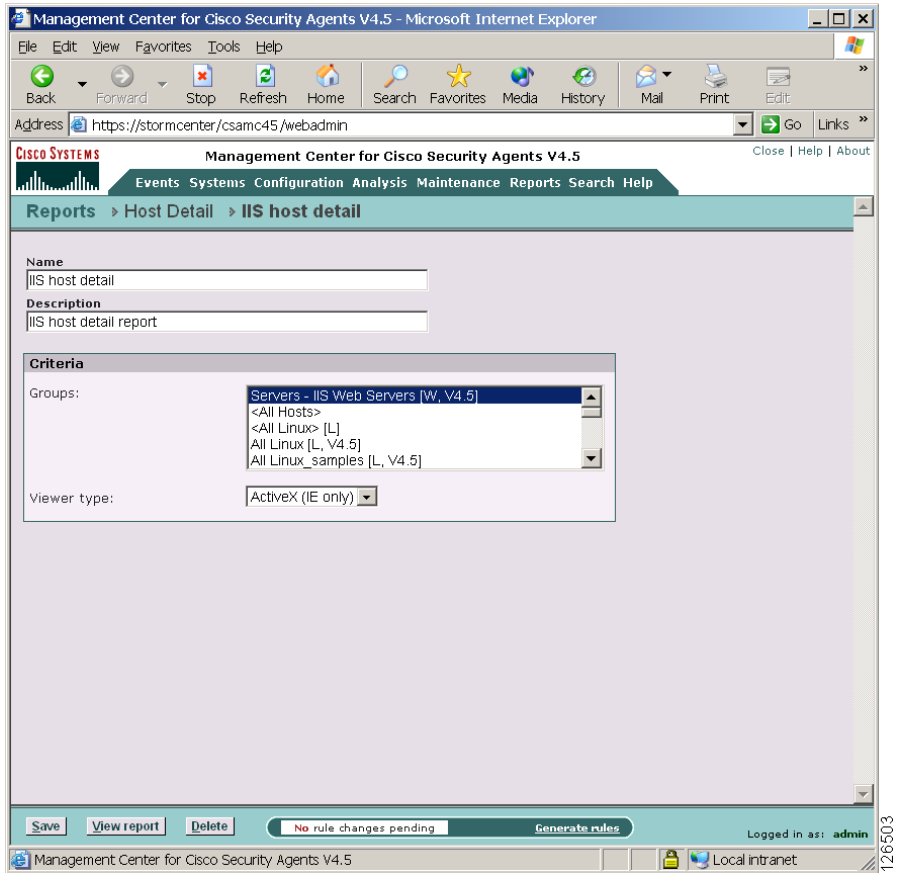 Management Center for Cisco Security Agents V4.5 - Microsoft Internet Explorer
File Edit View Favorites Tools Help
Back Forward Stop Refresh Home Search Favorites Media History Mail Print Edit »
Address https://stormcenter/csamc45/webadmin Go Links »
CISCO SYSTEMS
Management Center for Cisco Security Agents V4.5
Close | Help | About
Events Systems Configuration Analysis Maintenance Reports Search Help
Reports Host Detail IIS host detail
Name
IIS host detail
Description
IIS host detail report
Criteria
Groups:
Servers - IIS Web Servers [W, V4.5]
<All Hosts>
<All Linux> [L]
All Linux [L, V4.5]
All Linux_samples [L, V4.5]
Viewer type: ActiveX (IE only)
Save View report Delete No rule changes pending Generate rules Logged in as: admin
Management Center for Cisco Security Agents V4.5 Local intranet
126503